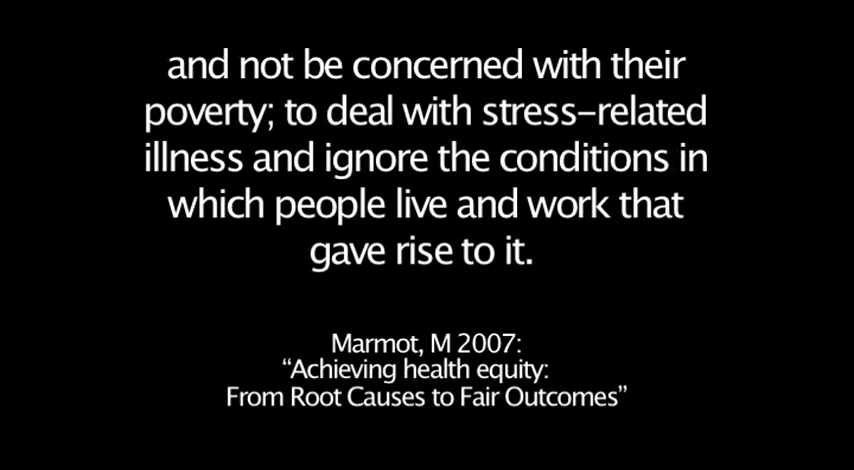 and not be concerned with their
poverty; to deal with stress–related
illness and ignore the conditions in
which people live and work that
gave rise to it.
Marmot, M 2007:
“Achieving health equity:
From Root Causes to Fair Outcomes”